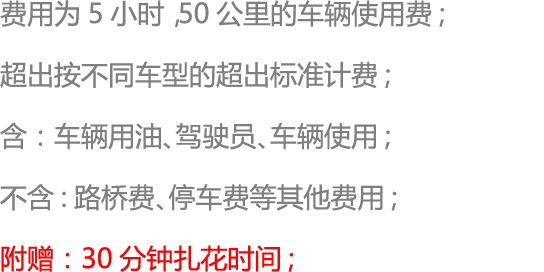 费用为 5 小时 ,50 公里的车辆使用费 ;
超出按不同车型的超出标准计费 ;
含：车辆用油、驾驶员、车辆使用 ;
不含 : 路桥费、停车费等其他费用 ;
附赠：30 分钟扎花时间 ;